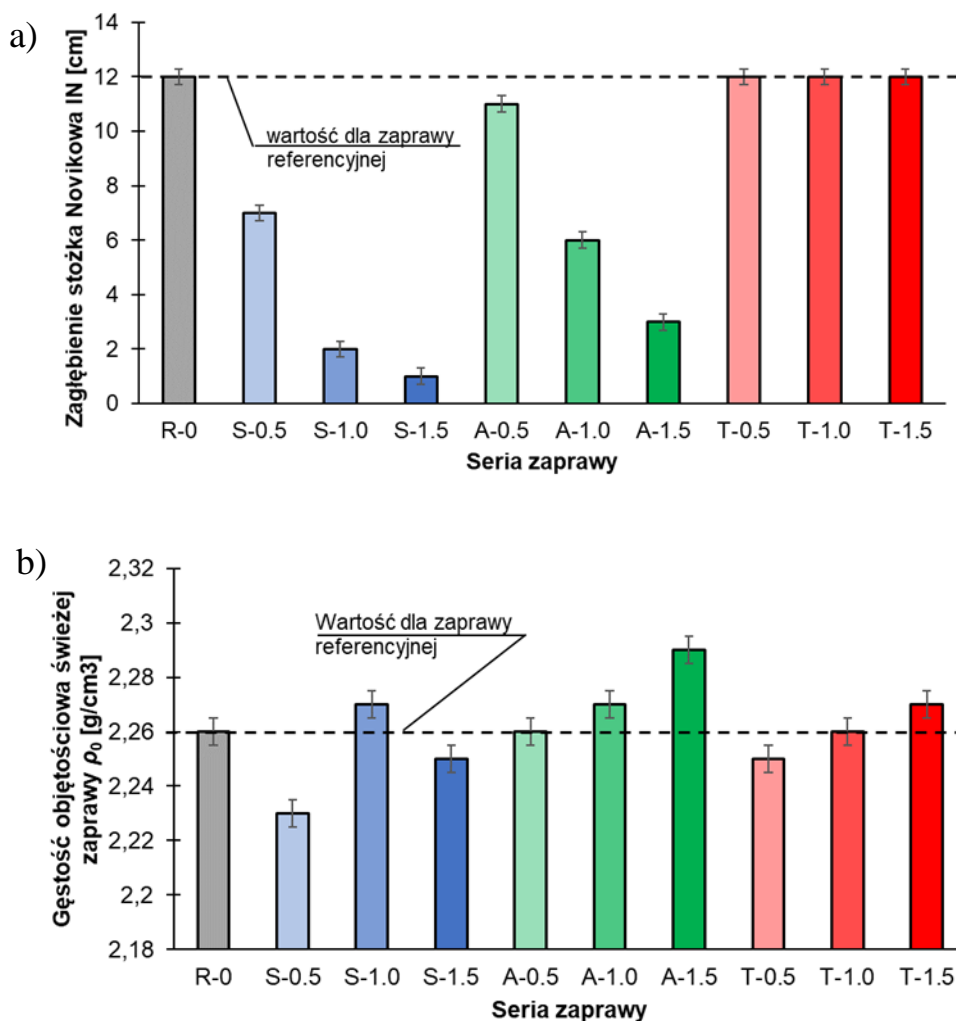 a)
Zagłębienie stożka Novikowa IN [cm]
14
12
10
8
6
4
2
0
wartość dla zaprawy
referencyjnej
R-0 S-0.5 S-1.0 S-1.5 A-0.5 A-1.0 A-1.5 T-0.5 T-1.0 T-1.5
Seria zaprawy
b)
Gęstość objętościowa świeżej
zaprawy ρ0 [g/cm3]
2,32
2,3
2,28
2,26
2,24
2,22
2,2
2,18
Wartość dla zaprawy
referencyjnej
R-0 S-0.5 S-1.0 S-1.5 A-0.5 A-1.0 A-1.5 T-0.5 T-1.0 T-1.5
Seria zaprawy